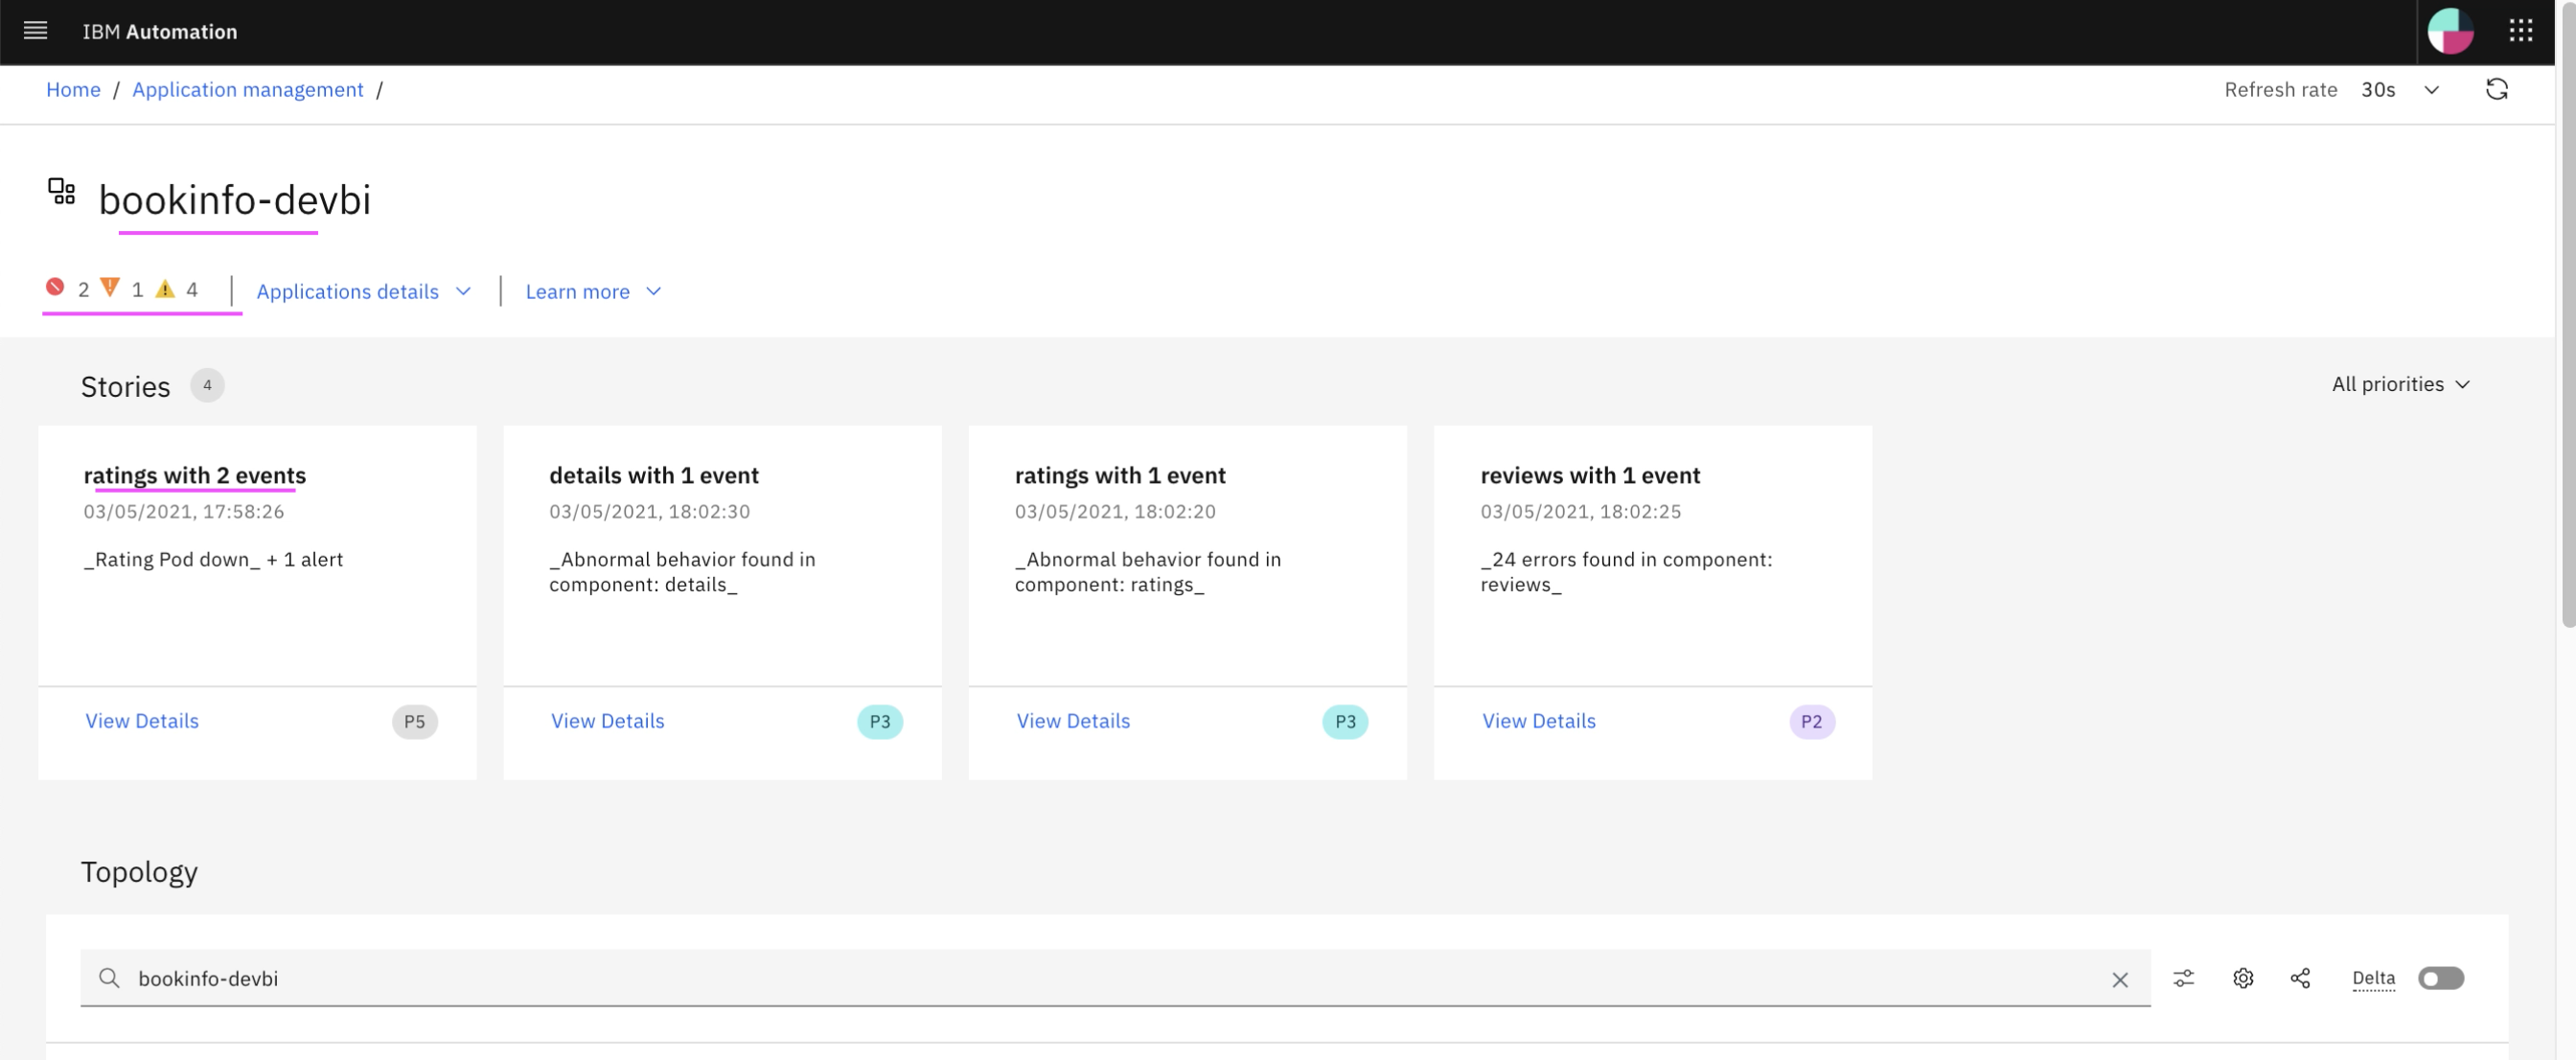 IBM Automation
Home / Application management /
Refresh rate 30s
bookinfo-devbi
2 1 4 Applications details Learn more
Stories 4
All priorities
ratings with 2 events
03/05/2021, 17:58:26
_Rating Pod down_ + 1 alert
View Details P5
details with 1 event
03/05/2021, 18:02:30
_Abnormal behavior found in
component: details_
View Details P3
ratings with 1 event
03/05/2021, 18:02:20
_Abnormal behavior found in
component: ratings_
View Details P3
reviews with 1 event
03/05/2021, 18:02:25
_24 errors found in component:
reviews_
View Details P2
Topology
bookinfo-devbi
Delta